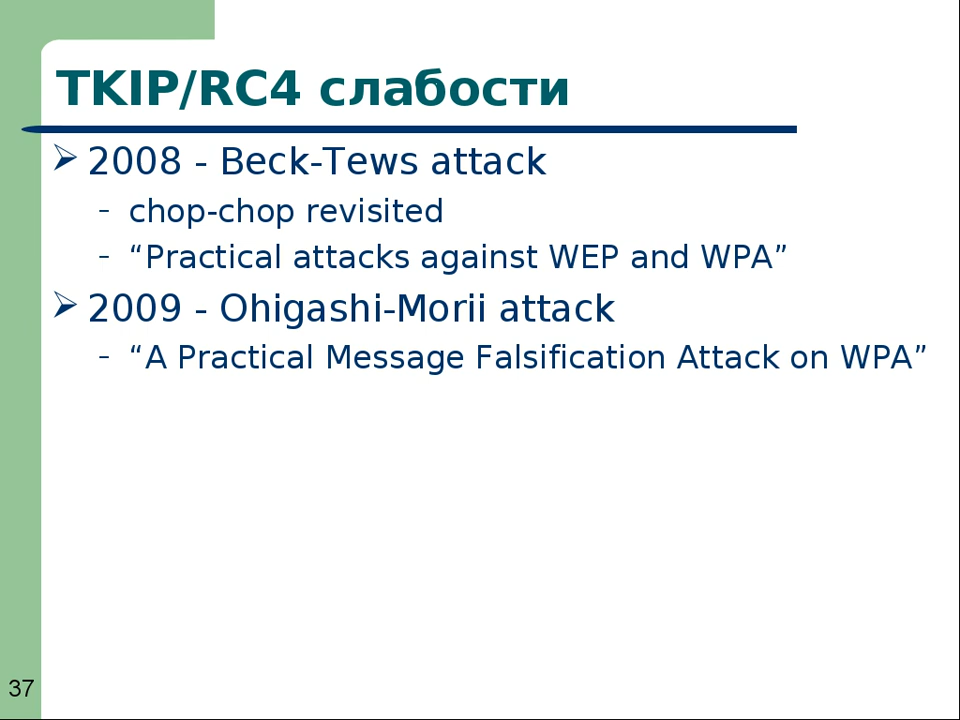 TKIP/RC4 слабости
➢ 2008 - Beck-Tews attack
– chop-chop revisited
– “Practical attacks against WEP and WPA”
➢ 2009 - Ohigashi-Morii attack
– “A Practical Message Falsification Attack on WPA”
37